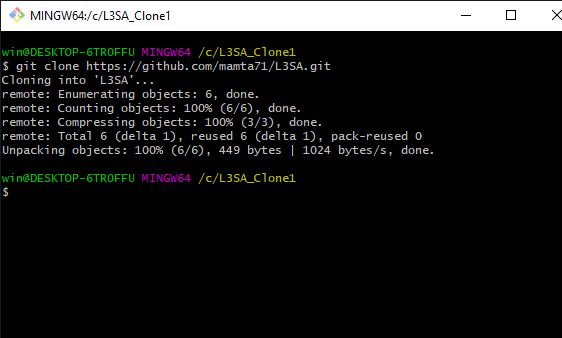 MINGW64:/c/L3SA_Clone1
win@DESKTOP-6TROFFU MINGW64 /c/L3SA_Clone1
$ git clone https://github.com/mamta71/L3SA.git
Cloning into 'L3SA'...
remote: Enumerating objects: 6, done.
remote: Counting objects: 100% (6/6), done.
remote: Compressing objects: 100% (3/3), done.
remote: Total 6 (delta 1), reused 6 (delta 1), pack-reused 0
Unpacking objects: 100% (6/6), 449 bytes | 1024 bytes/s, done.
win@DESKTOP-6TROFFU MINGW64 /c/L3SA_Clone1
$